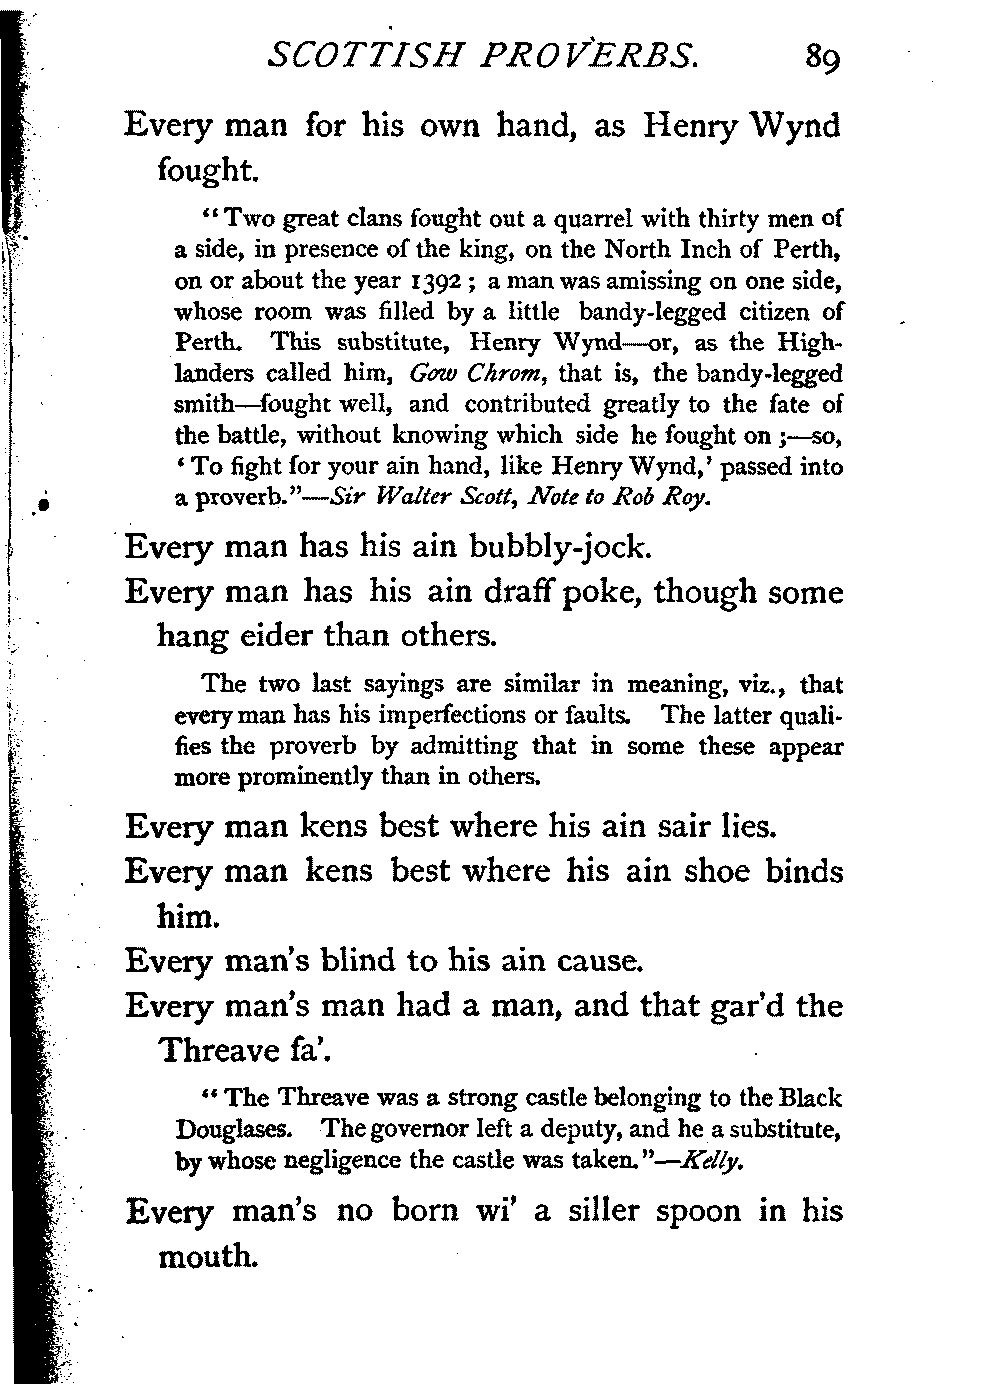 SCOTTISH PROVERBS. 89
Every man for his own hand, as Henry Wynd
fought.
"Two great clans fought out a quarrel with thirty men of
a side, in presence of the king, on the North Inch of Perth,
on or about the year 1392; a man was amissing on one side,
whose room was filled by a little bandy-legged citizen of
Perth. This substitute, Henry Wynd—or, as the High-
landers called him, Gow Chrom, that is, the bandy-legged
smith—fought well, and contributed greatly to the fate of
the battle, without knowing which side he fought on;—so,
'To fight for your ain hand, like Henry Wynd,' passed into
a proverb."—Sir Walter Scott, Note to Rob Roy.
Every man has his ain bubbly-jock.
Every man has his ain draff poke, though some
hang eider than others.
The two last sayings are similar in meaning, viz., that
every man has his imperfections or faults. The latter quali-
fies the proverb by admitting that in some these appear
more prominently than in others.
Every man kens best where his ain sair lies.
Every man kens best where his ain shoe binds
him.
Every man's blind to his ain cause.
Every man's man had a man, and that gar'd the
Threave fa'.
"The Threave was a strong castle belonging to the Black
Douglases. The governor left a deputy, and he a substitute,
by whose negligence the castle was taken."—Kelly.
Every man's no born wi' a siller spoon in his
mouth.